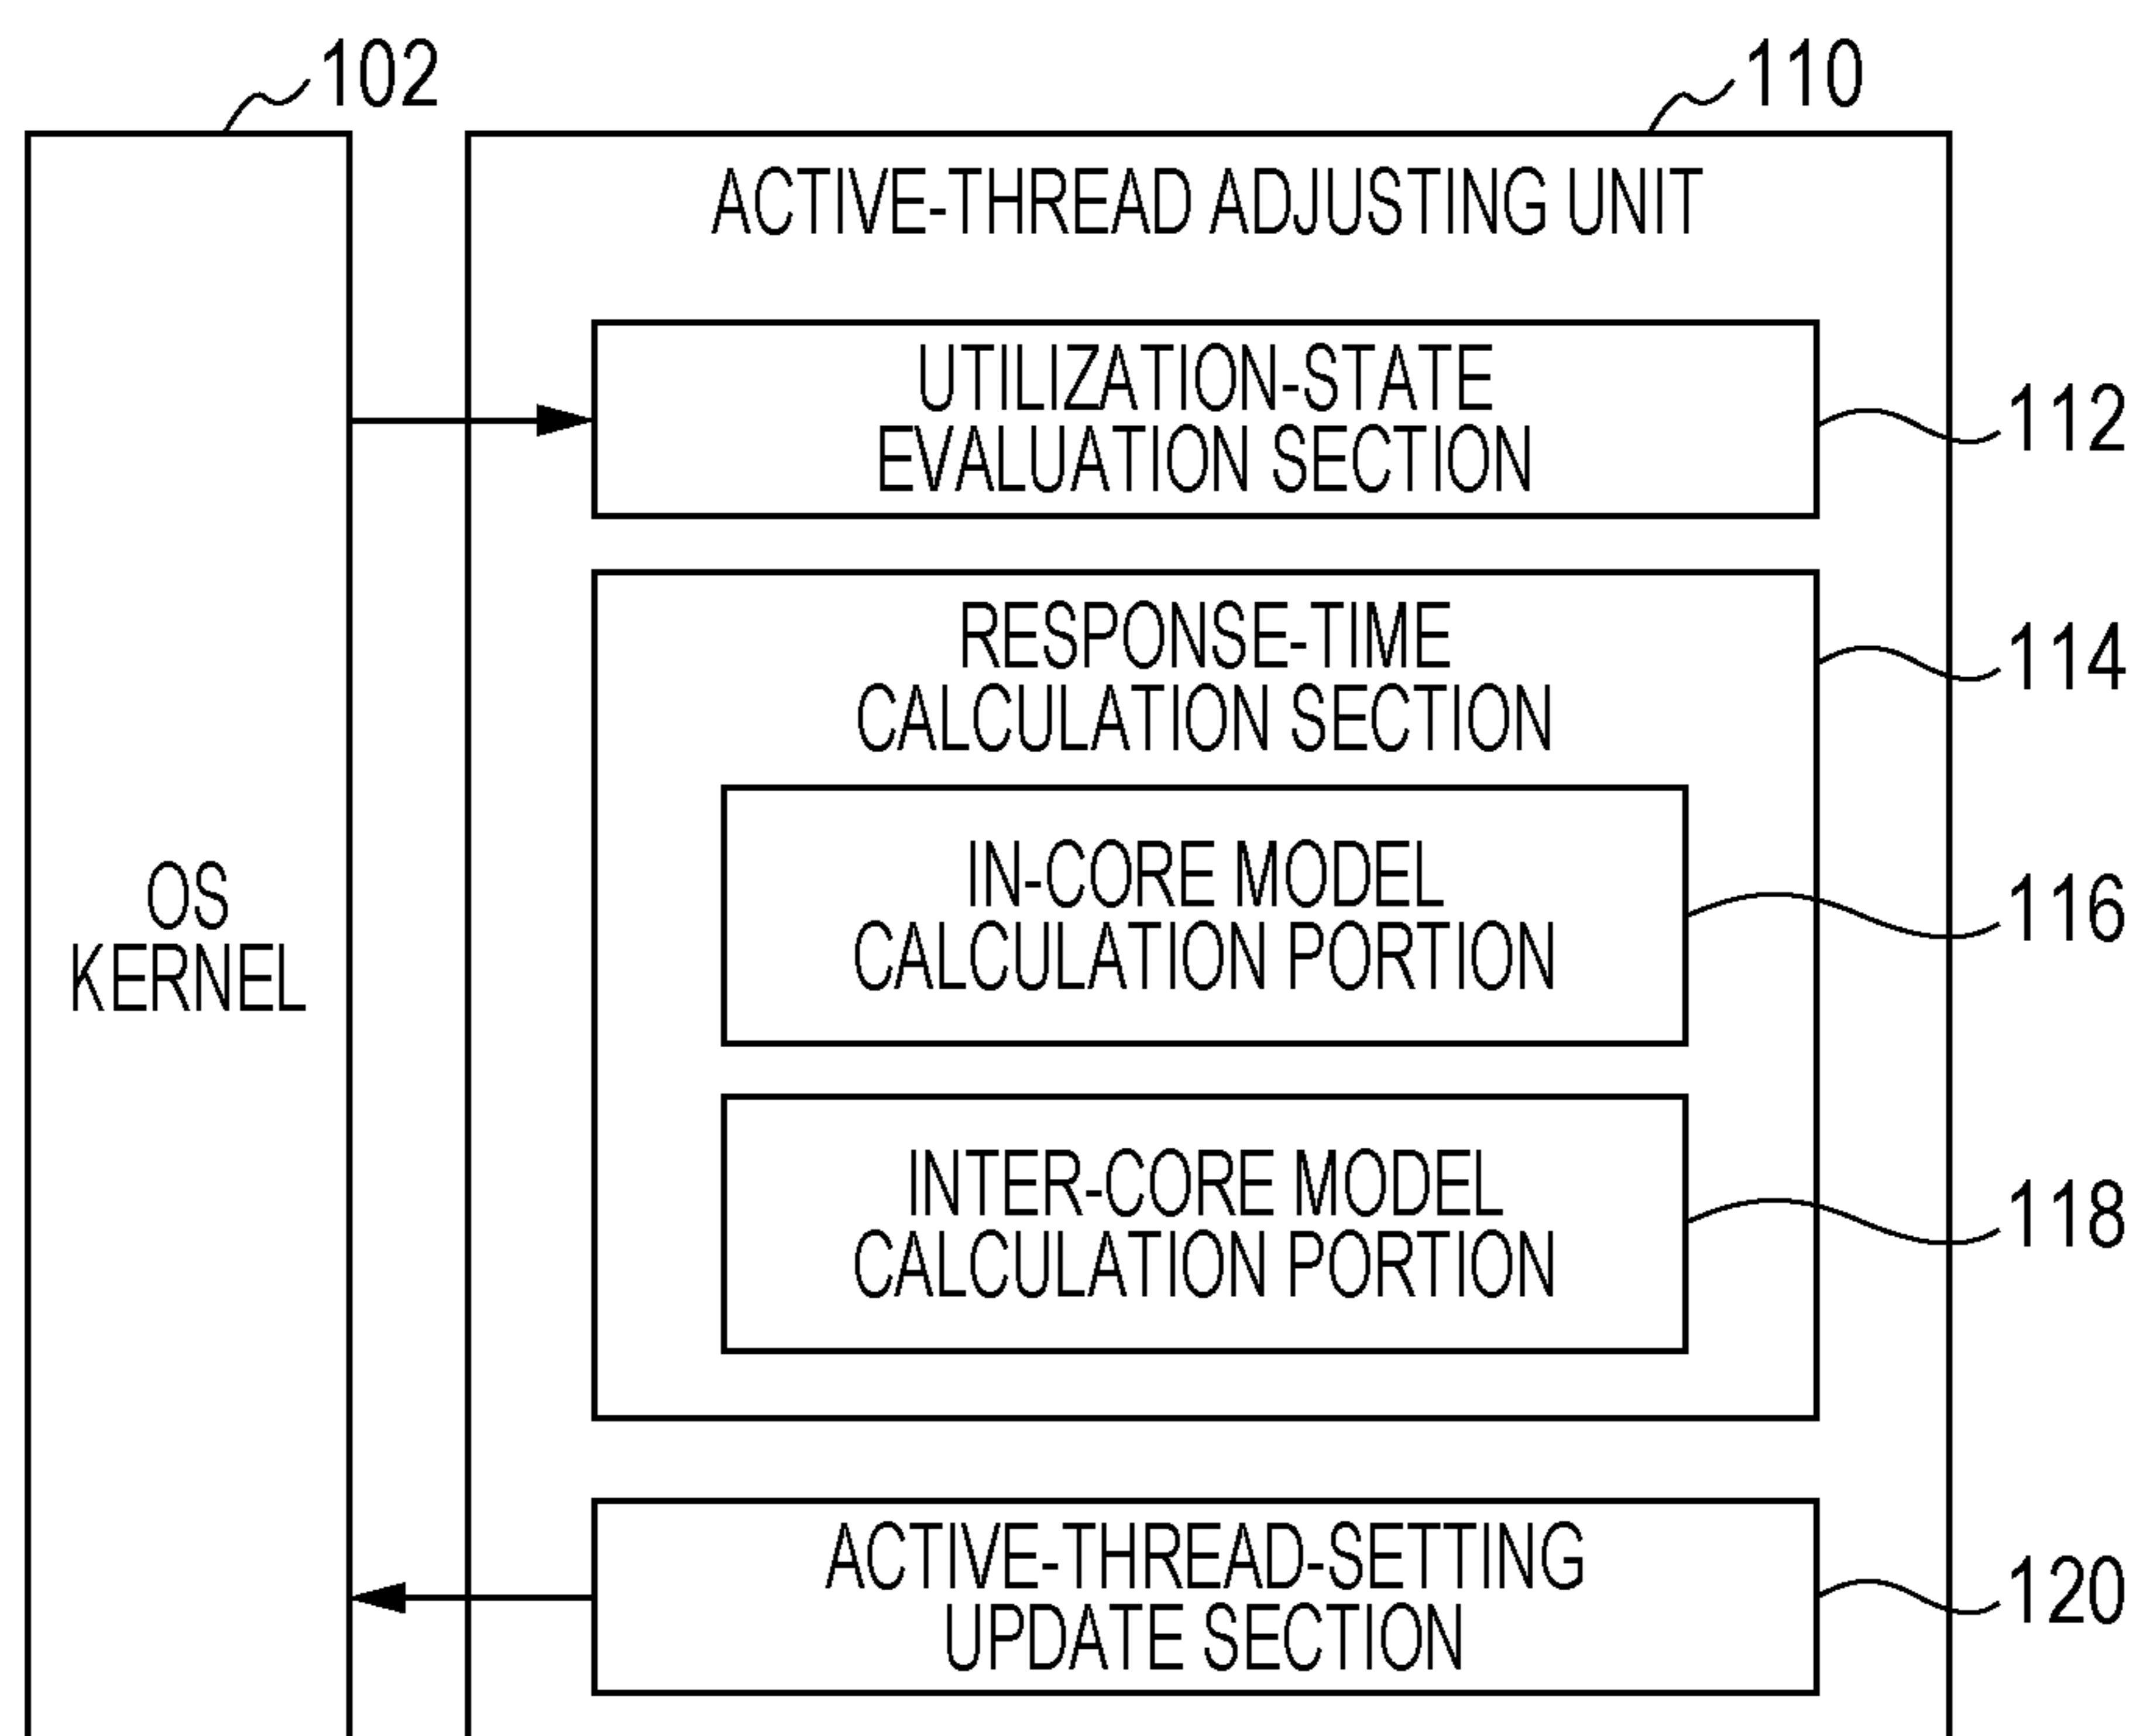 102
110
ACTIVE-THREAD ADJUSTING UNIT
UTILIZATION-STATE
EVALUATION SECTION
112
RESPONSE-TIME
CALCULATION SECTION
114
IN-CORE MODEL
CALCULATION PORTION
116
OS
KERNEL
INTER-CORE MODEL
CALCULATION PORTION
118
ACTIVE-THREAD-SETTING
UPDATE SECTION
120